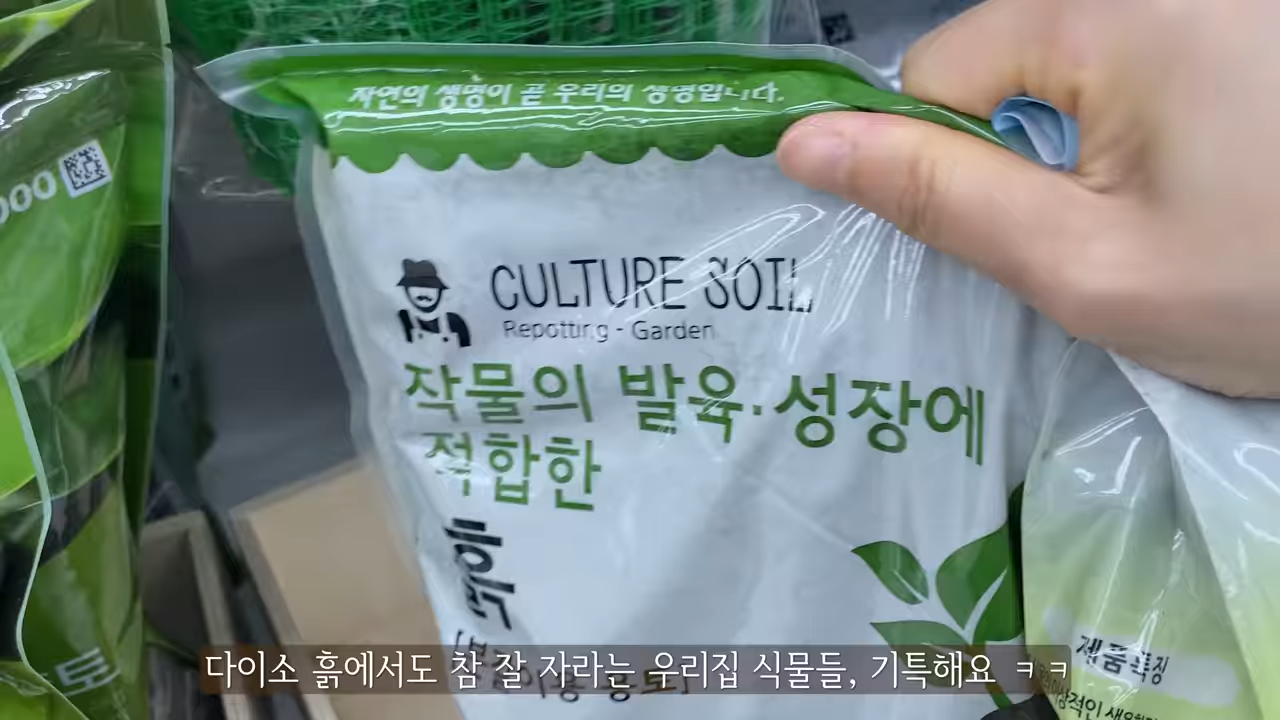 자연의 생명이 곧 우리의 생명입니다.
CULTURE SOIL
Repotting - Garden
작물의 발육·성장에
적합한
제품특징
다이소 흙에서도 참 잘 자라는 우리집 식물들, 기특해요 ㅋㅋ